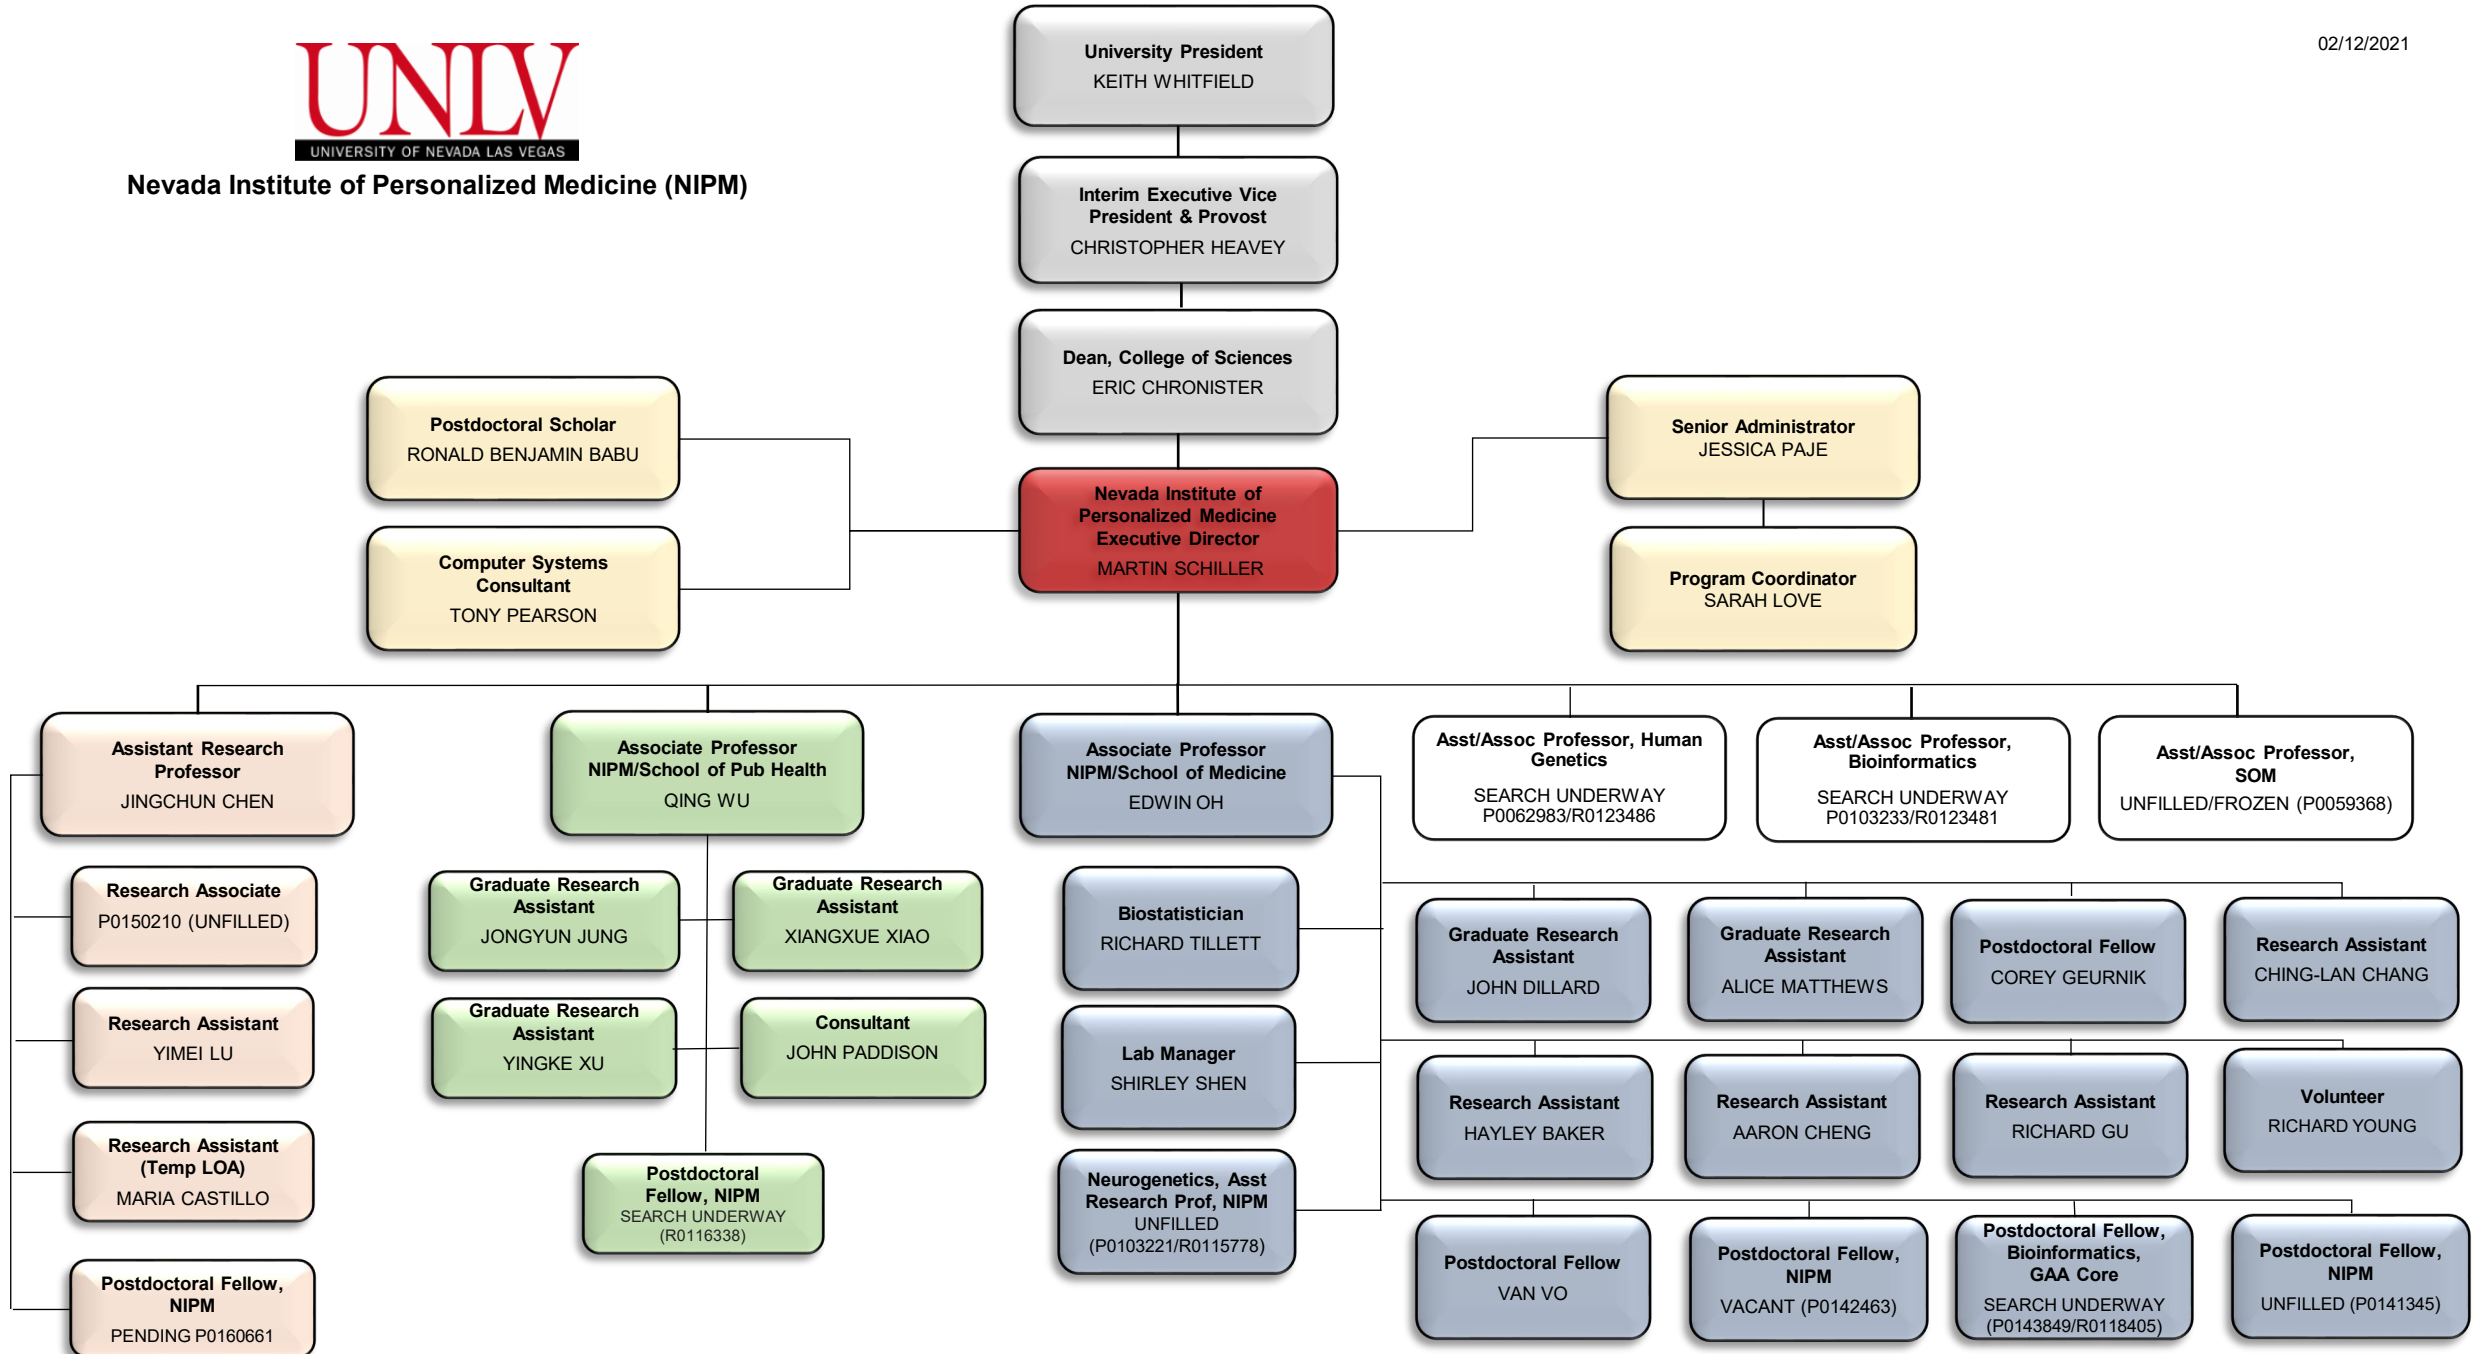 02/12/2021
UNLV
UNIVERSITY OF NEVADA LAS VEGAS
Nevada Institute of Personalized Medicine (NIPM)
University President
KEITH WHITFIELD
Interim Executive Vice
President & Provost
CHRISTOPHER HEAVEY
Dean, College of Sciences
ERIC CHRONISTER
Postdoctoral Scholar
RONALD BENJAMIN BABU
Computer Systems
Consultant
TONY PEARSON
Nevada Institute of
Personalized Medicine
Executive Director
MARTIN SCHILLER
Senior Administrator
JESSICA PAJE
Program Coordinator
SARAH LOVE
Assistant Research
Professor
JINGCHUN CHEN
Research Associate
P0150210 (UNFILLED)
Research Assistant
YIMEI LU
Research Assistant
(Temp LOA)
MARIA CASTILLO
Postdoctoral Fellow,
NIPM
PENDING P0160661
Associate Professor
NIPM/School of Pub Health
QING WU
Graduate Research
Assistant
JONGYUN JUNG
Graduate Research
Assistant
XIANGXUE XIAO
Graduate Research
Assistant
YINGKE XU
Consultant
JOHN PADDISON
Postdoctoral
Fellow, NIPM
SEARCH UNDERWAY
(R0116338)
Associate Professor
NIPM/School of Medicine
EDWIN OH
Biostatistician
RICHARD TILLETT
Lab Manager
SHIRLEY SHEN
Neurogenetics, Asst
Research Prof, NIPM
UNFILLED
(P0103221/R0115778)
Asst/Assoc Professor, Human
Genetics
SEARCH UNDERWAY
P0062983/R0123486
Asst/Assoc Professor,
Bioinformatics
SEARCH UNDERWAY
P0103233/R0123481
Asst/Assoc Professor,
SOM
UNFILLED/FROZEN (P0059368)
Graduate Research
Assistant
JOHN DILLARD
Graduate Research
Assistant
ALICE MATTHEWS
Postdoctoral Fellow
COREY GEURNIK
Research Assistant
CHING-LAN CHANG
Research Assistant
HAYLEY BAKER
Research Assistant
AARON CHENG
Research Assistant
RICHARD GU
Volunteer
RICHARD YOUNG
Postdoctoral Fellow
VAN VO
Postdoctoral Fellow,
NIPM
VACANT (P0142463)
Postdoctoral Fellow,
Bioinformatics,
GAA Core
SEARCH UNDERWAY
(P0143849/R0118405)
Postdoctoral Fellow,
NIPM
UNFILLED (P0141345)